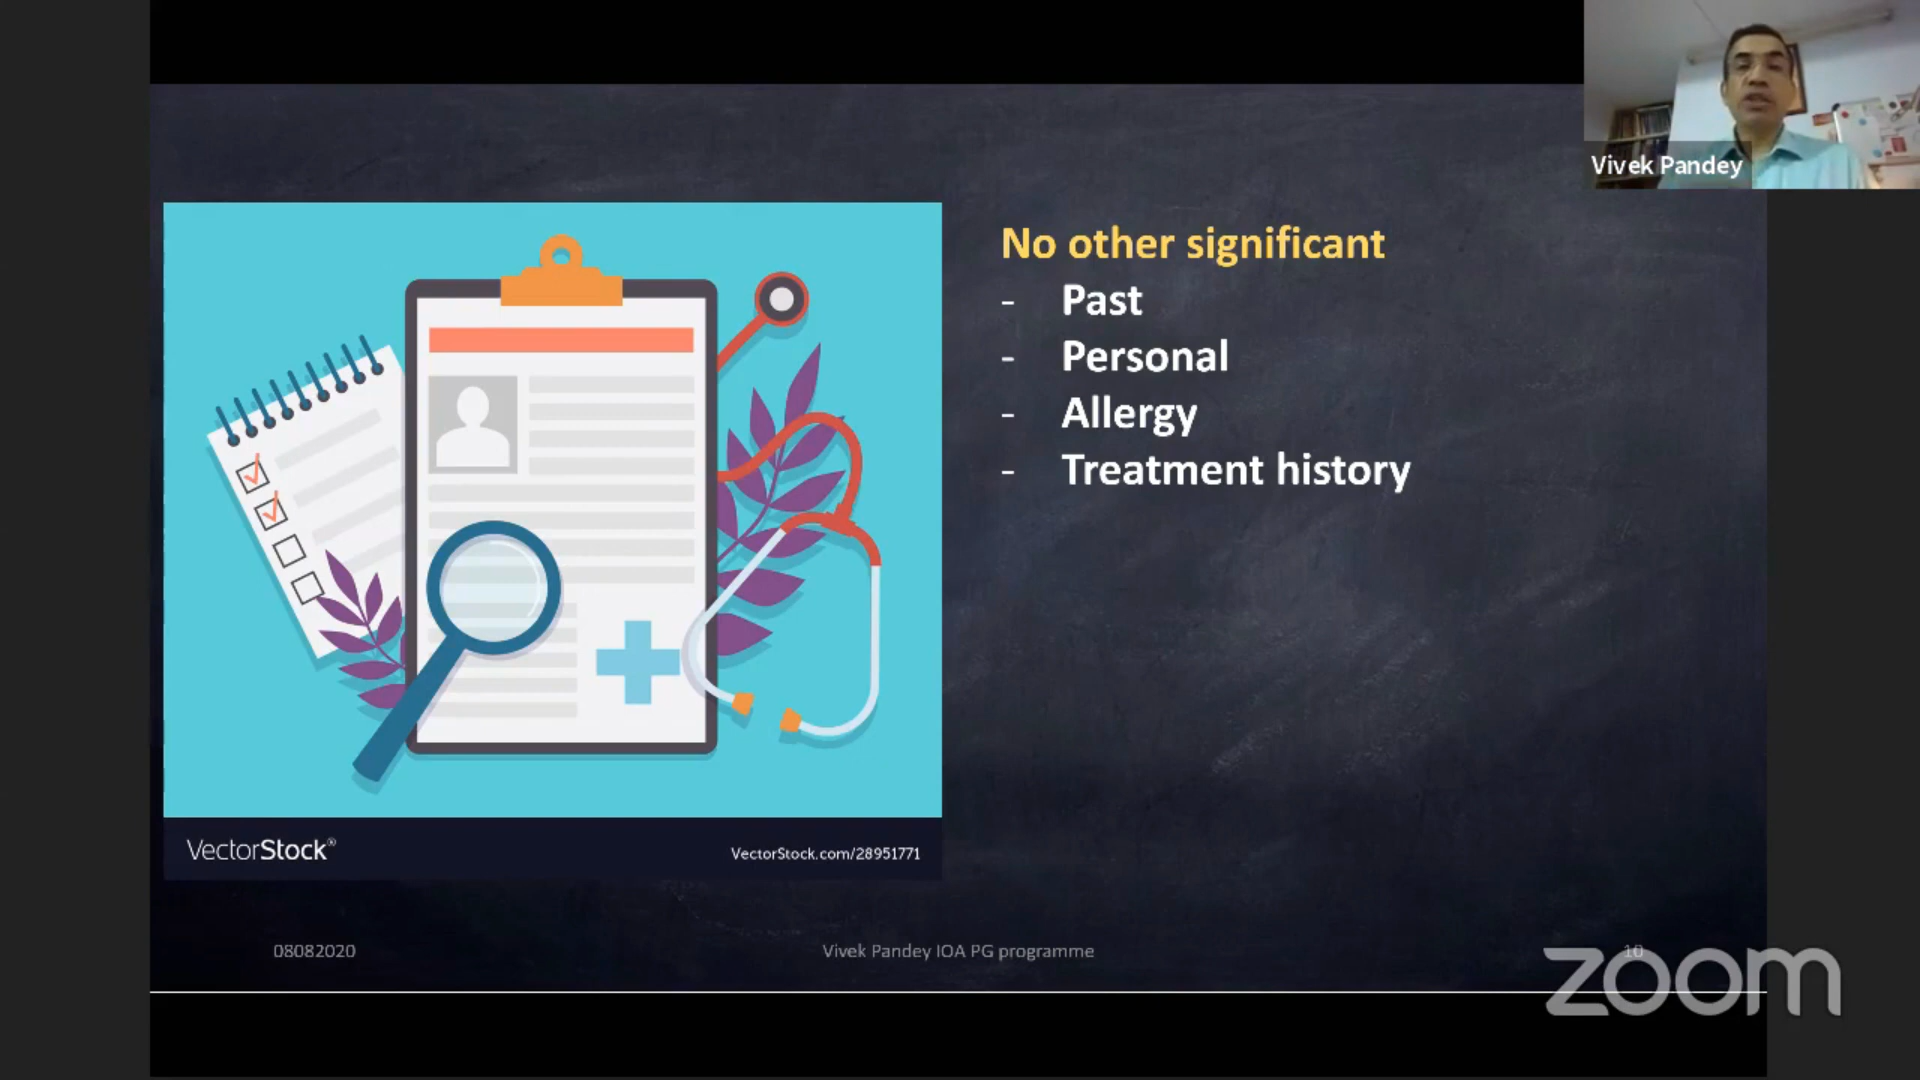 Vivek Pandey
No other significant
- Past
- Personal
- Allergy
- Treatment history
VectorStock®
VectorStock.com/28951771
08082020
Vivek Pandey IOA PG programme
10
zoom